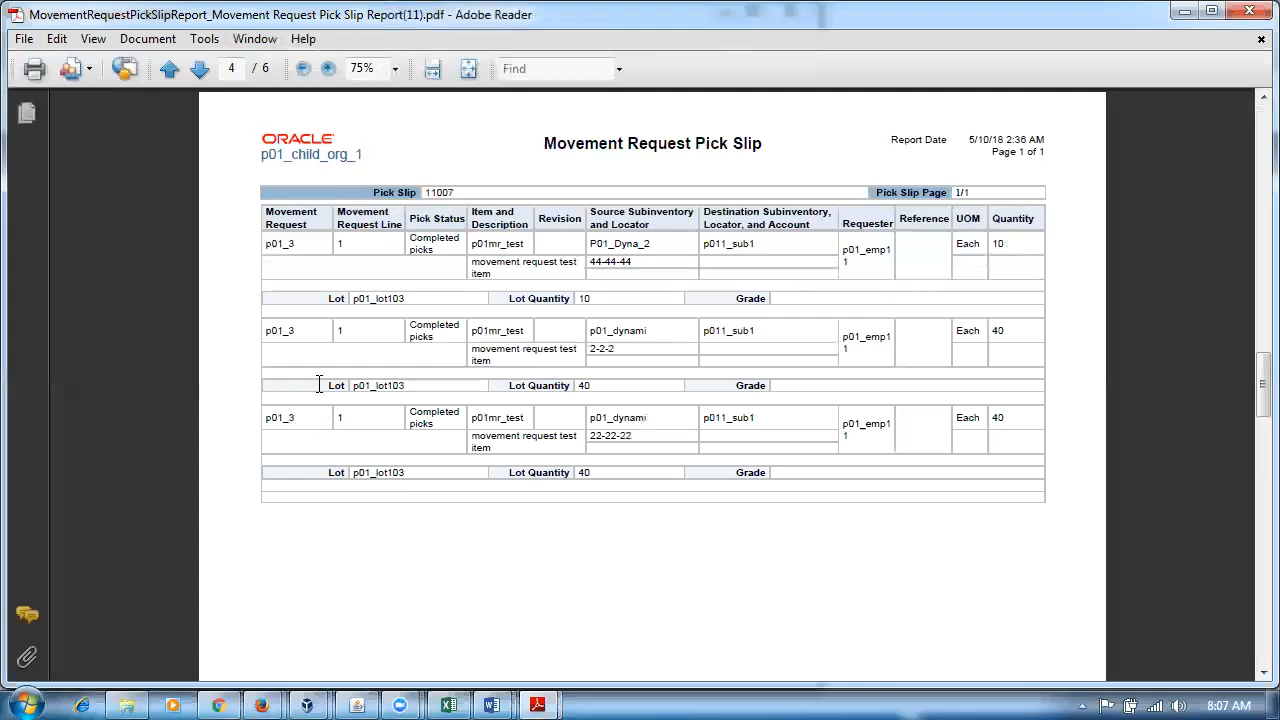 MovementRequestPickSlipReport_Movement Request Pick Slip Report(11).pdf - Adobe Reader
File Edit View Document Tools Window Help
4 / 6 75% Find
ORACLE
p01_child_org_1
Movement Request Pick Slip
Report Date 5/10/18 2:36 AM
Page 1 of 1
Pick Slip 11007 Pick Slip Page 1/1
Movement Request Movement Request Line Pick Status Item and Description Revision Source Subinventory and Locator Destination Subinventory, Locator, and Account Requester Reference UOM Quantity
p01_3 1 Completed picks p01mr_test P01_Dyna_2 p011_sub1 p01_emp1 1 Each 10
movement request test item 44-44-44
Lot p01_lot103 Lot Quantity 10 Grade
p01_3 1 Completed picks p01mr_test p01_dynami p011_sub1 p01_emp1 1 Each 40
movement request test item 2-2-2
Lot p01_lot103 Lot Quantity 40 Grade
p01_3 1 Completed picks p01mr_test p01_dynami p011_sub1 p01_emp1 1 Each 40
movement request test item 22-22-22
Lot p01_lot103 Lot Quantity 40 Grade
8:07 AM